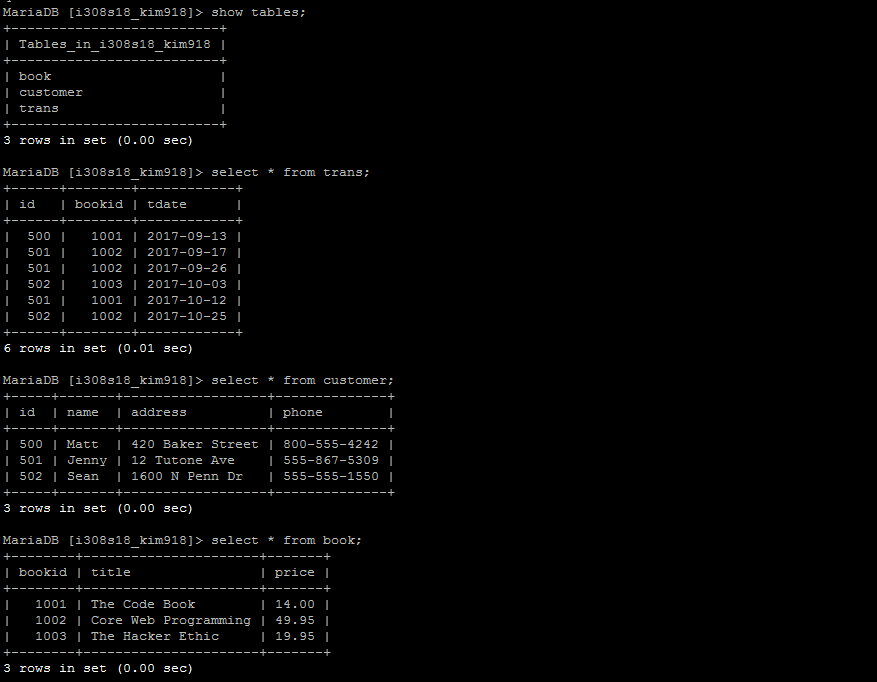 MariaDB [i308s18_kim918]> show tables;
+--------------------------+
| Tables_in_i308s18_kim918 |
+--------------------------+
| book                     |
| customer                 |
| trans                    |
+--------------------------+
3 rows in set (0.00 sec)

MariaDB [i308s18_kim918]> select * from trans;
+------+--------+------------+
| id   | bookid | tdate      |
+------+--------+------------+
|  500 |   1001 | 2017-09-13 |
|  501 |   1002 | 2017-09-17 |
|  501 |   1002 | 2017-09-26 |
|  502 |   1003 | 2017-10-03 |
|  501 |   1001 | 2017-10-12 |
|  502 |   1002 | 2017-10-25 |
+------+--------+------------+
6 rows in set (0.01 sec)

MariaDB [i308s18_kim918]> select * from customer;
+-----+-------+------------------+--------------+
| id  | name  | address          | phone        |
+-----+-------+------------------+--------------+
| 500 | Matt  | 420 Baker Street | 800-555-4242 |
| 501 | Jenny | 12 Tutone Ave    | 555-867-5309 |
| 502 | Sean  | 1600 N Penn Dr   | 555-555-1550 |
+-----+-------+------------------+--------------+
3 rows in set (0.00 sec)

MariaDB [i308s18_kim918]> select * from book;
+--------+----------------------+-------+
| bookid | title                | price |
+--------+----------------------+-------+
|   1001 | The Code Book        | 14.00 |
|   1002 | Core Web Programming | 49.95 |
|   1003 | The Hacker Ethic     | 19.95 |
+--------+----------------------+-------+
3 rows in set (0.00 sec)